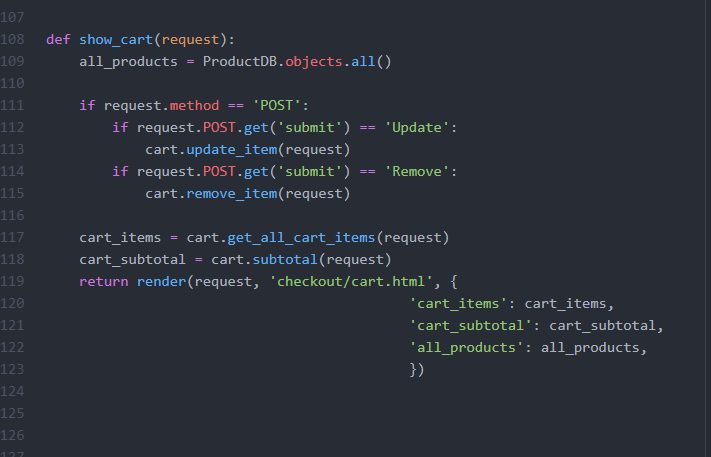 107
108 def show_cart(request):
109     all_products = ProductDB.objects.all()
110
111     if request.method == 'POST':
112         if request.POST.get('submit') == 'Update':
113             cart.update_item(request)
114         if request.POST.get('submit') == 'Remove':
115             cart.remove_item(request)
116
117     cart_items = cart.get_all_cart_items(request)
118     cart_subtotal = cart.subtotal(request)
119     return render(request, 'checkout/cart.html', {
120                                             'cart_items': cart_items,
121                                             'cart_subtotal': cart_subtotal,
122                                             'all_products': all_products,
123                                             })
124
125
126
127